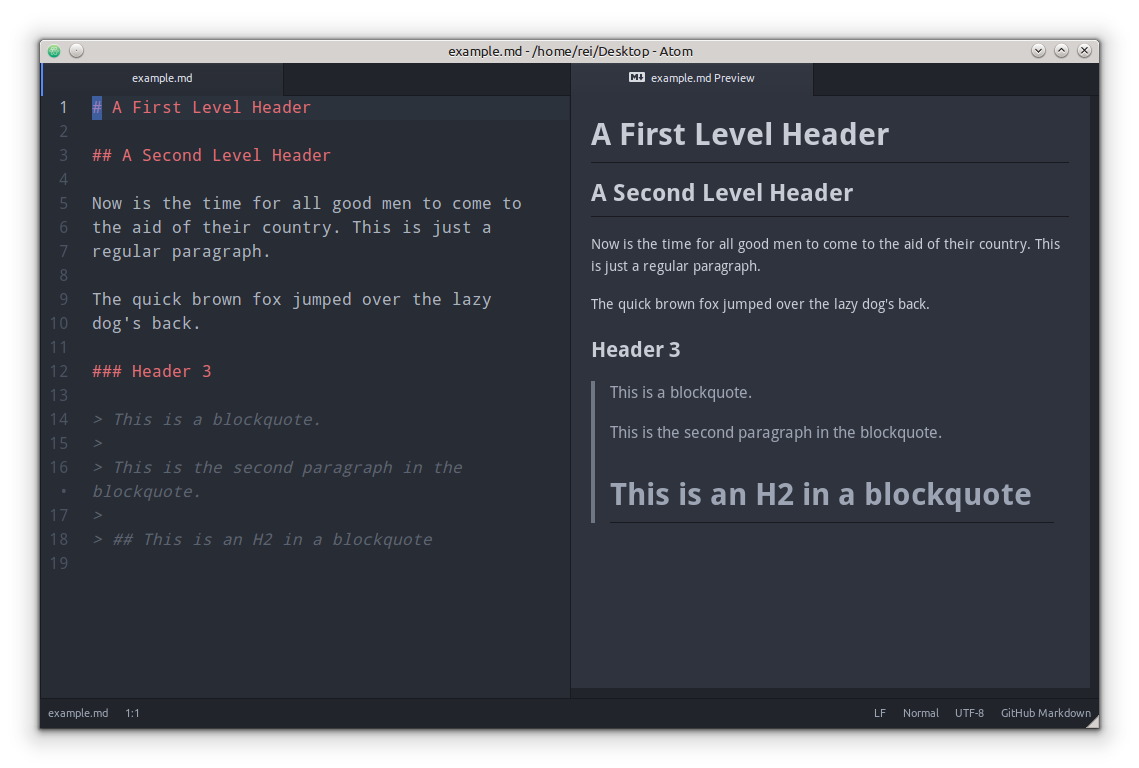 example.md - /home/rei/Desktop - Atom
example.md
1 # A First Level Header
2
3 ## A Second Level Header
4
5 Now is the time for all good men to come to
6 the aid of their country. This is just a
7 regular paragraph.
8
9 The quick brown fox jumped over the lazy
10 dog's back.
11
12 ### Header 3
13
14 > This is a blockquote.
15 >
16 > This is the second paragraph in the
• blockquote.
17 >
18 > ## This is an H2 in a blockquote
19
M↓ example.md Preview
A First Level Header
A Second Level Header
Now is the time for all good men to come to the aid of their country. This
is just a regular paragraph.
The quick brown fox jumped over the lazy dog's back.
Header 3
This is a blockquote.
This is the second paragraph in the blockquote.
This is an H2 in a blockquote
example.md 1:1 LF Normal UTF-8 GitHub Markdown